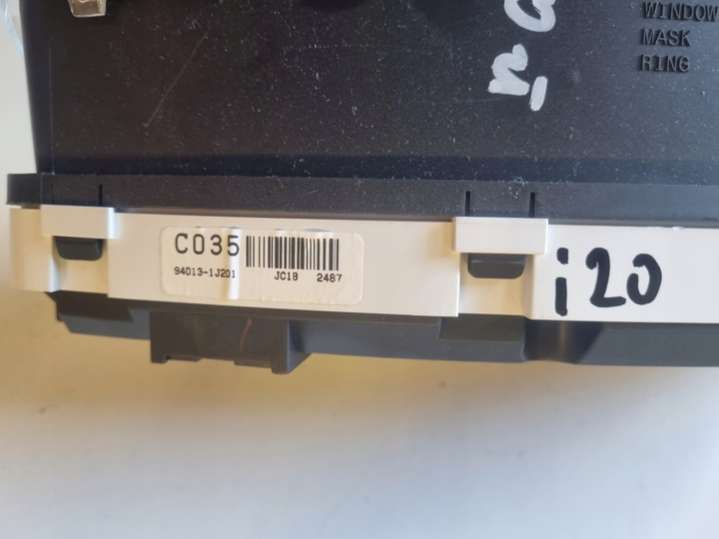 WINDOW
MASK
RING
C035
94013-1J201 JC18 2487
i20